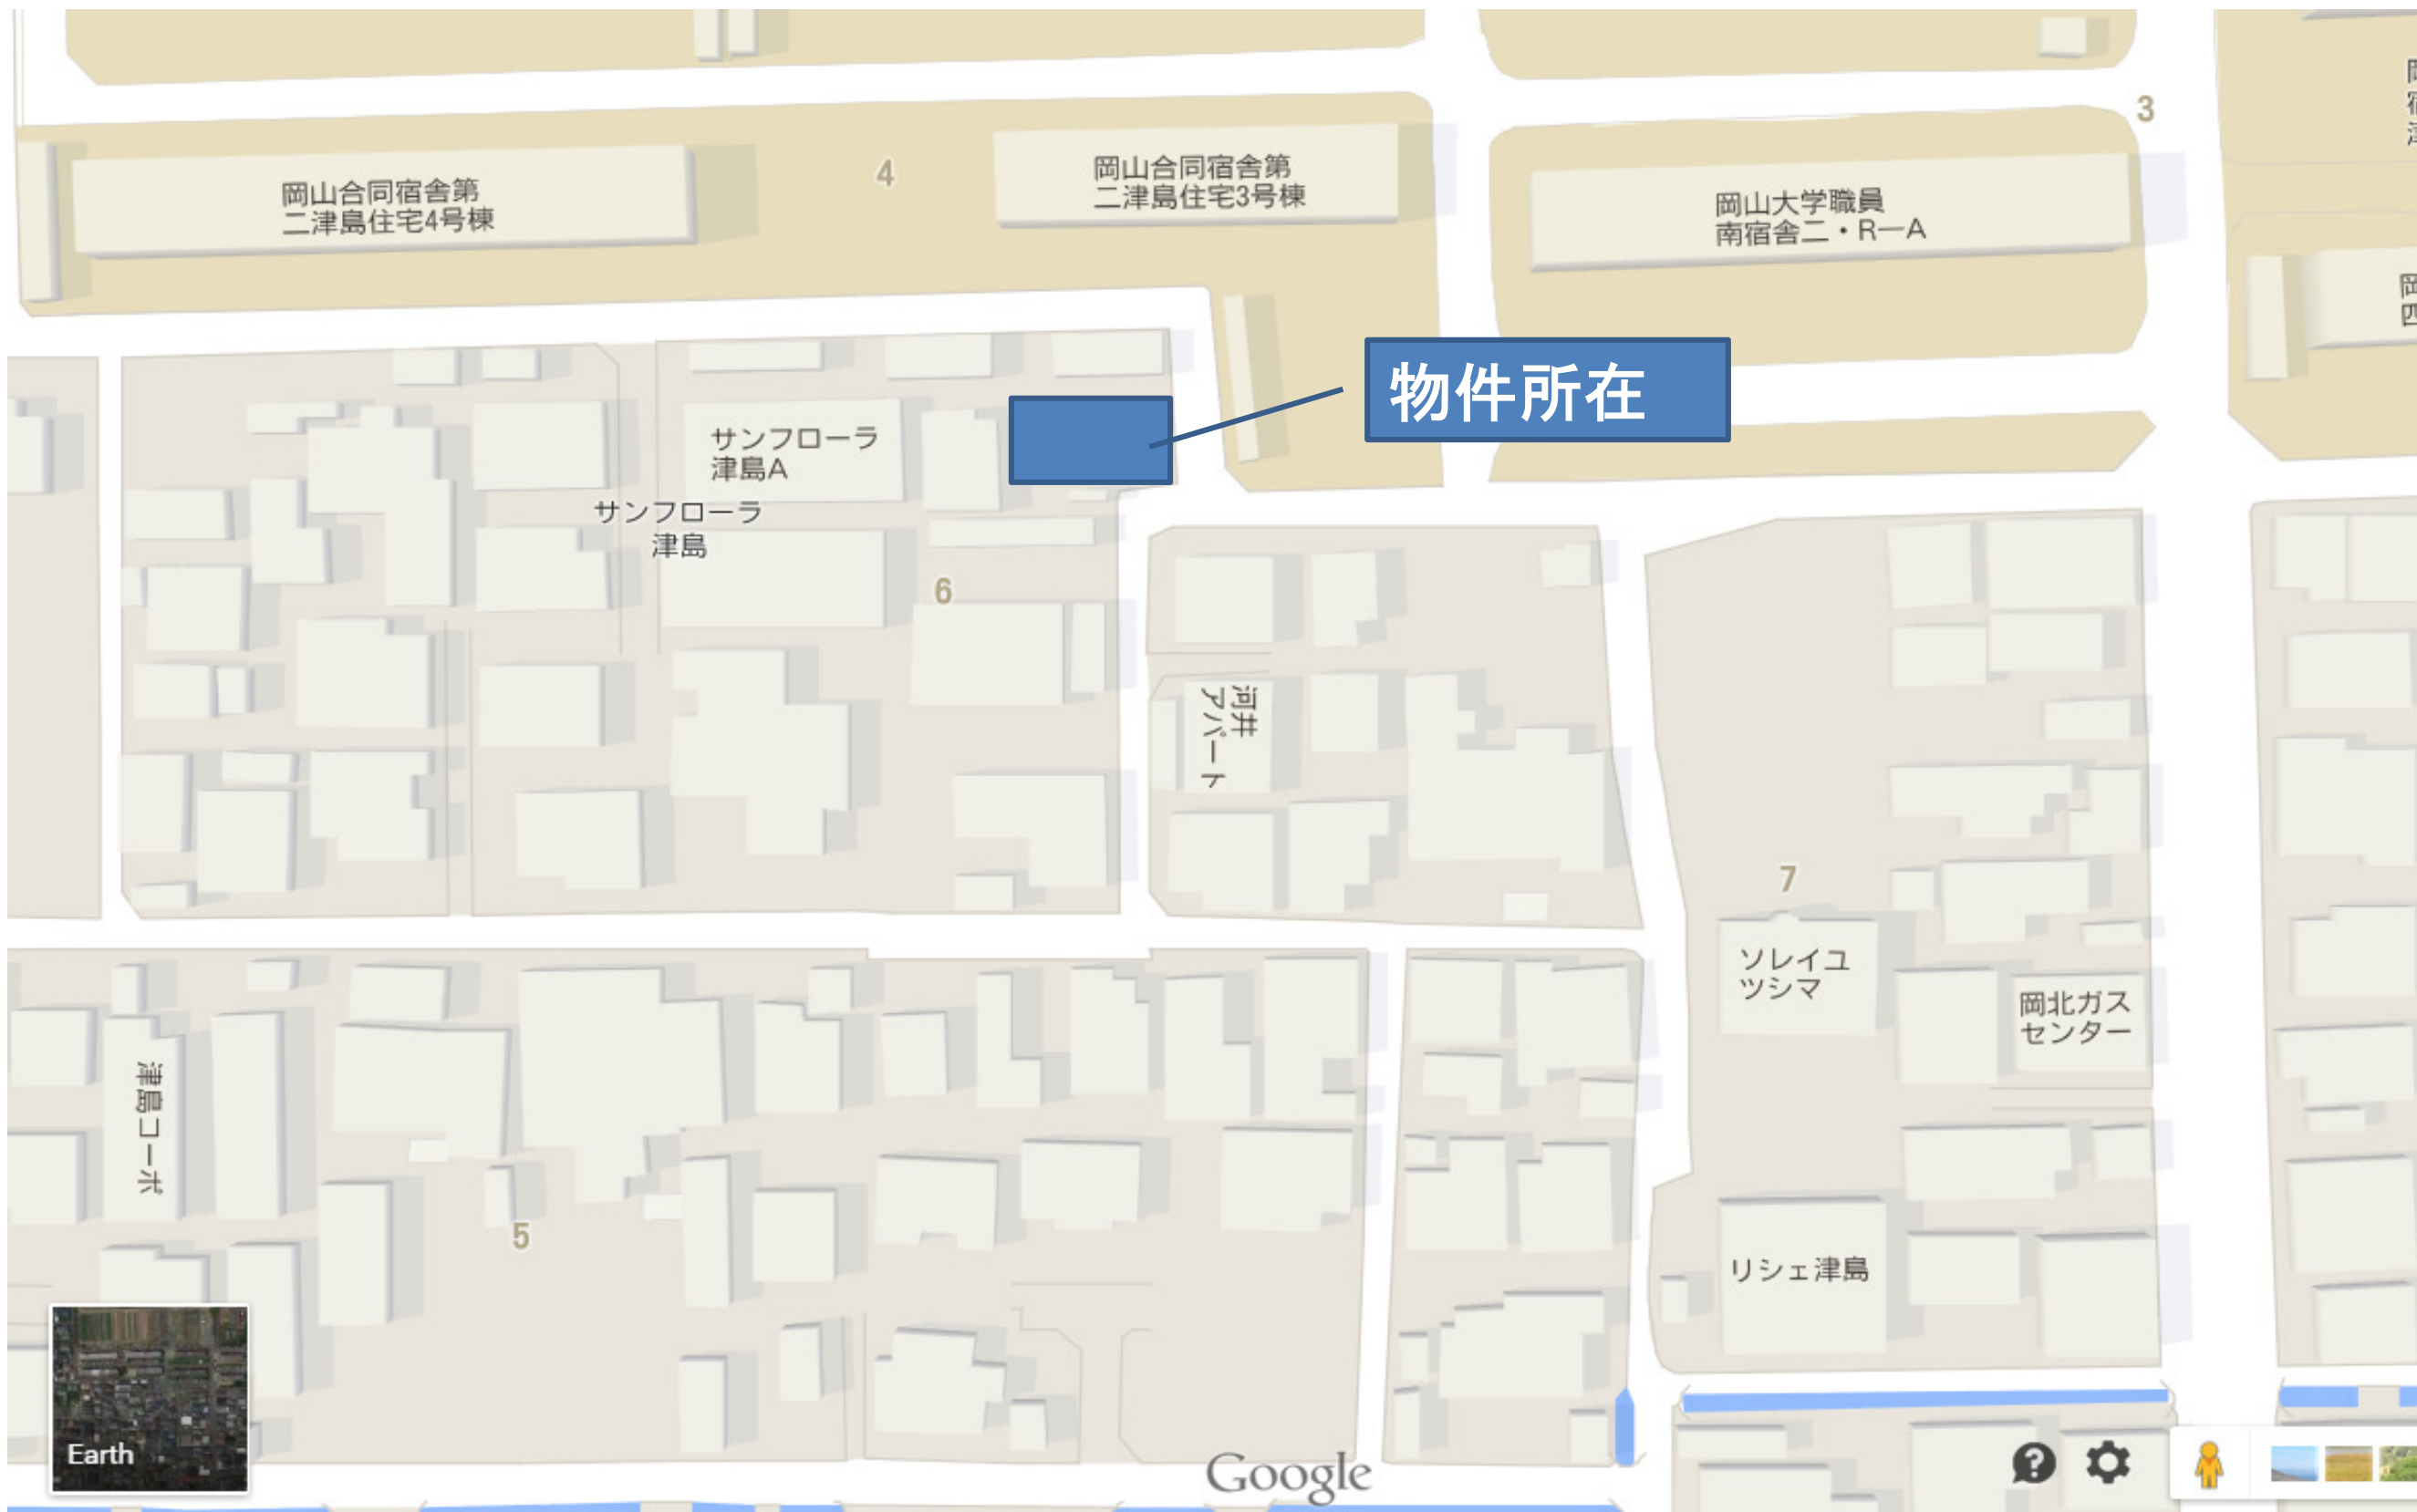 3
岡山合同宿舎第
二津島住宅4号棟
4
岡山合同宿舎第
二津島住宅3号棟
岡山大学職員
南宿舎二・R―A
物件所在
サンフローラ
津島A
サンフローラ
津島
6
河井
アパート
7
ソレイユ
ツシマ
岡北ガス
センター
津島コーポ
5
リシェ津島
Earth
Google